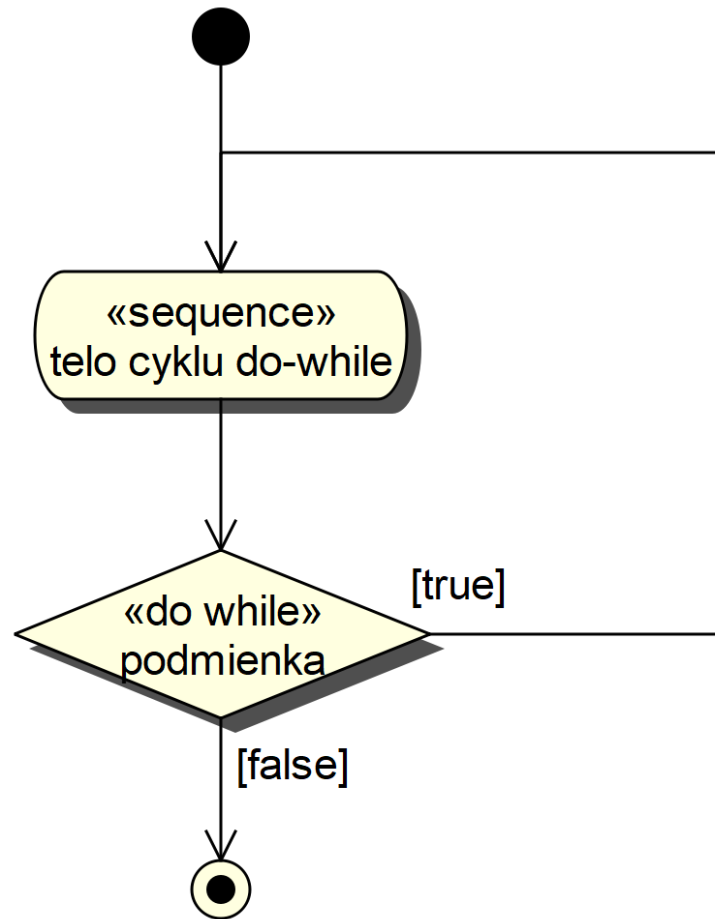 «sequence»
telo cyklu do-while
«do while»
podmienka
[true]
[false]